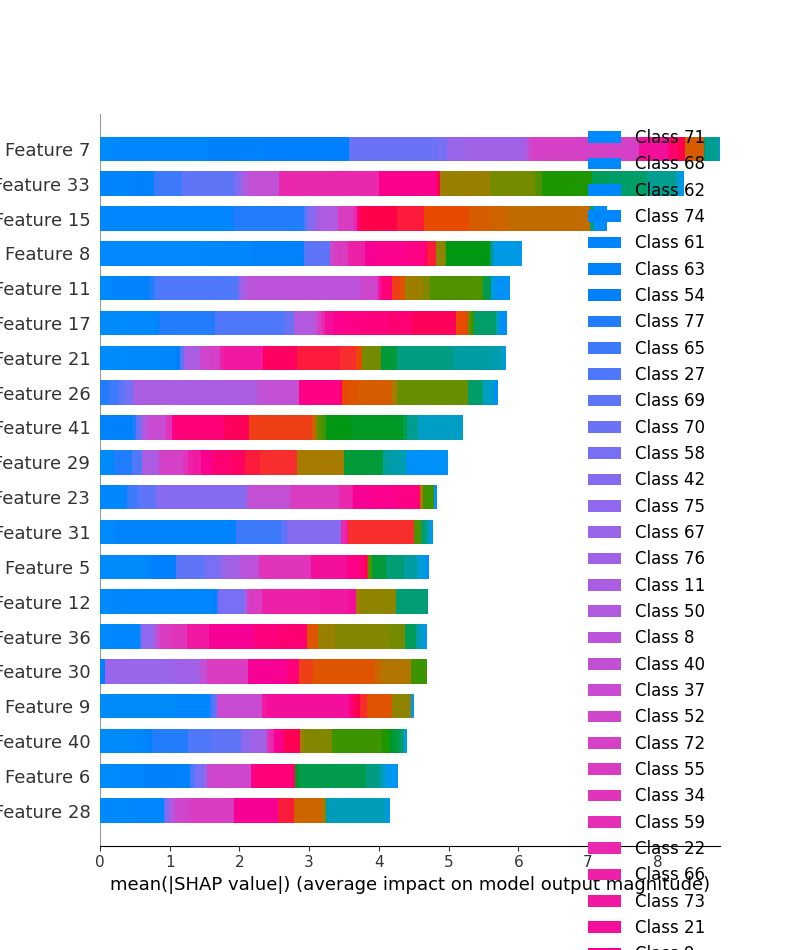 Feature 7
Feature 33
Feature 15
Feature 8
Feature 11
Feature 17
Feature 21
Feature 26
Feature 41
Feature 29
Feature 23
Feature 31
Feature 5
Feature 12
Feature 36
Feature 30
Feature 9
Feature 40
Feature 6
Feature 28
0 1 2 3 4 5 6 7 8
mean(|SHAP value|) (average impact on model output magnitude)
Class 71
Class 68
Class 62
Class 74
Class 61
Class 63
Class 54
Class 77
Class 65
Class 27
Class 69
Class 70
Class 58
Class 42
Class 75
Class 67
Class 76
Class 11
Class 50
Class 8
Class 40
Class 37
Class 52
Class 72
Class 55
Class 34
Class 59
Class 22
Class 66
Class 73
Class 21